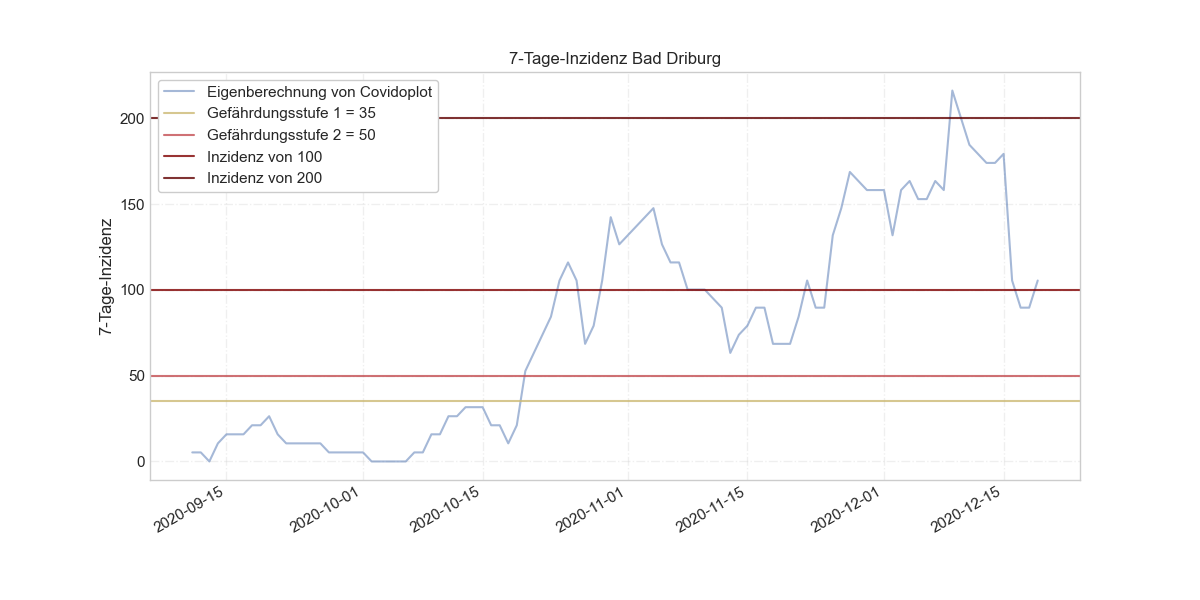 7-Tage-Inzidenz Bad Driburg
Eigenberechnung von Covidoplot
Gefährdungsstufe 1 = 35
Gefährdungsstufe 2 = 50
Inzidenz von 100
Inzidenz von 200
7-Tage-Inzidenz
200
150
100
50
0
2020-09-15
2020-10-01
2020-10-15
2020-11-01
2020-11-15
2020-12-01
2020-12-15